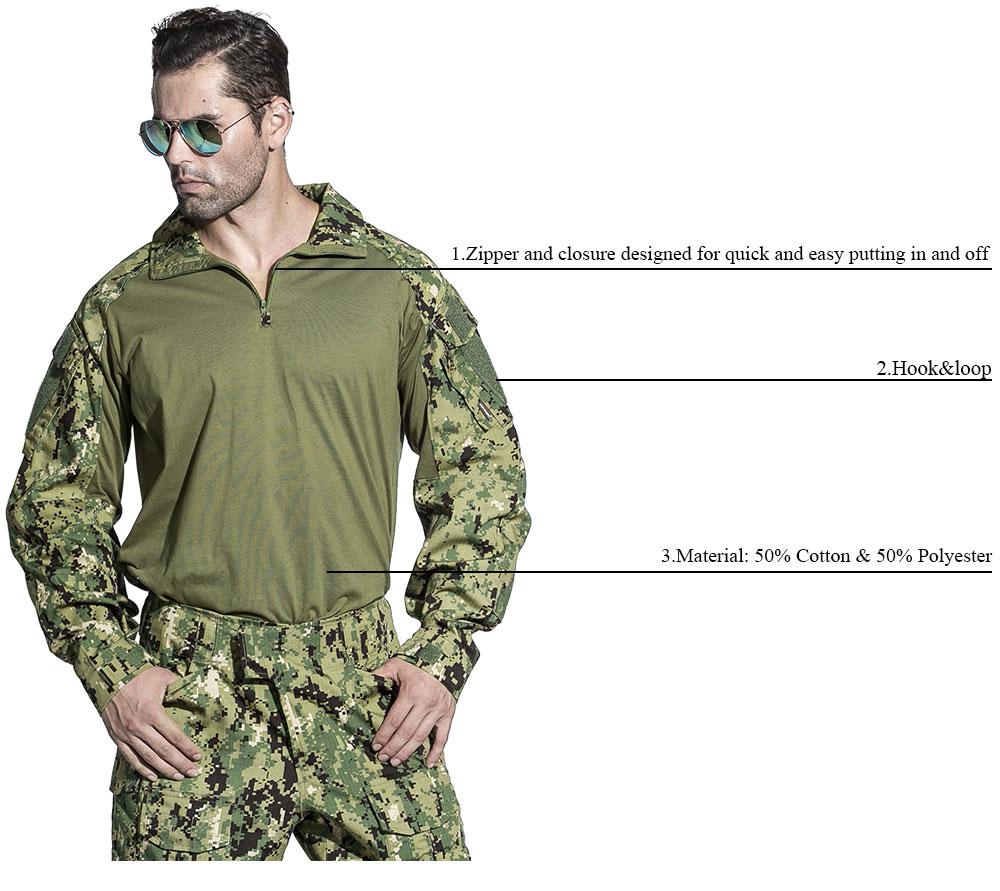 1.Zipper and closure designed for quick and easy putting in and off
2.Hook&loop
3.Material: 50% Cotton & 50% Polyester